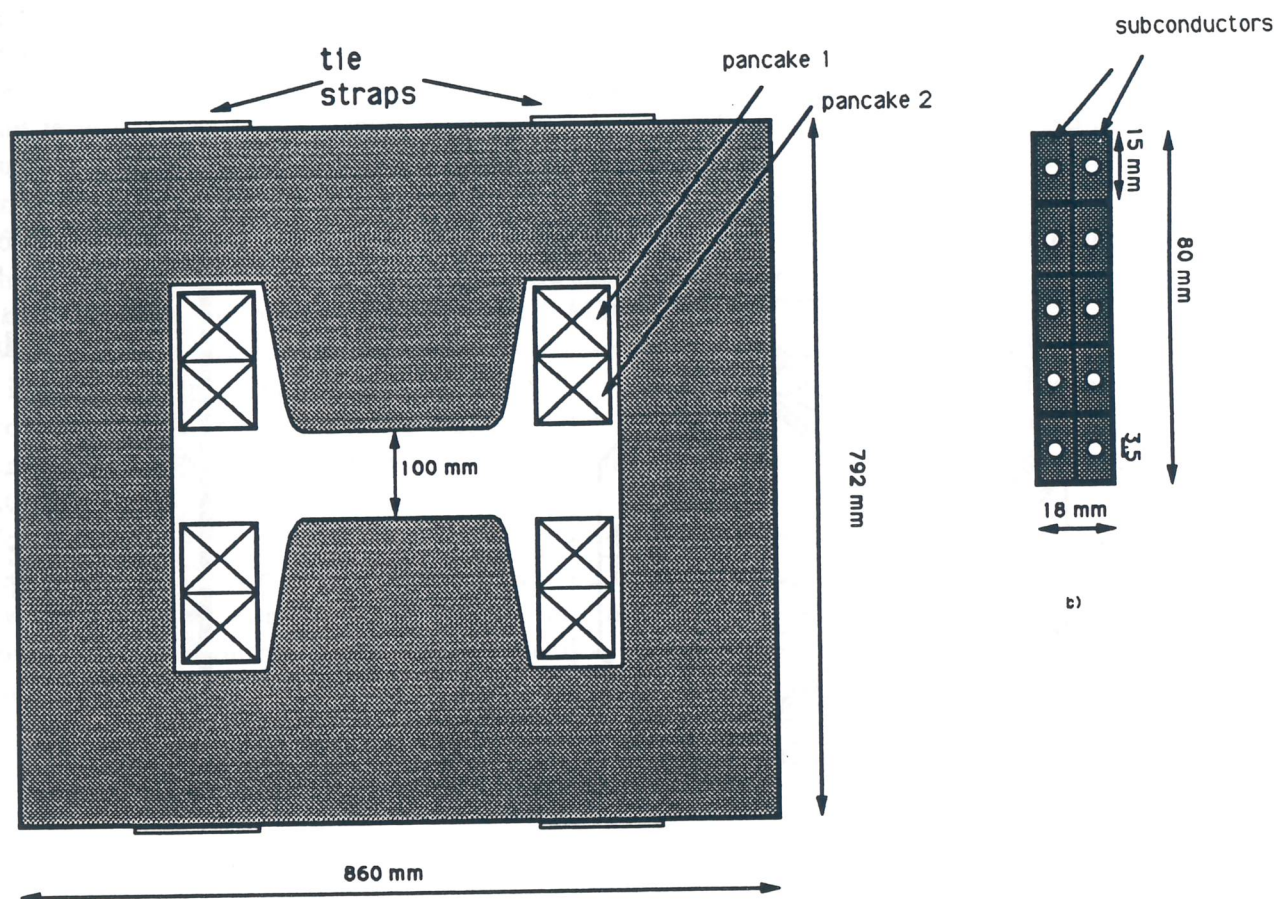 subconductors
tie
straps
pancake 1
pancake 2
15 mm
80 mm
100 mm
792 mm
3.5
18 mm
b)
860 mm